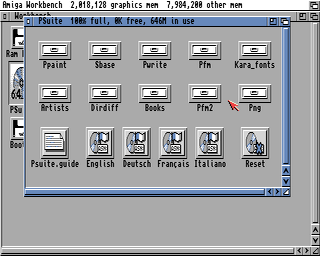 Amiga Workbench 2,018,128 graphics mem 7,984,200 other mem
Workbench
PSuite 100% full, 0K free, 646M in use
Ram
Ppaint Sbase Pwrite Pfm Kara_fonts
PSu
Artists Dirdiff Books Pfm2 Png
Boot
Psuite.guide English Deutsch Français Italiano Reset